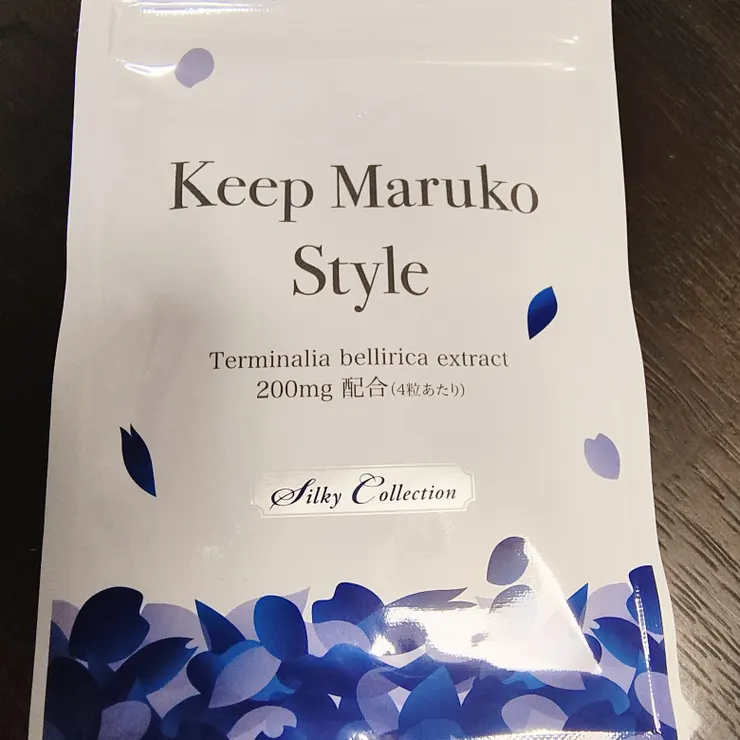 Keep Maruko
Style
Terminalia bellirica extract
200mg 配合(4粒あたり)
Silky Collection